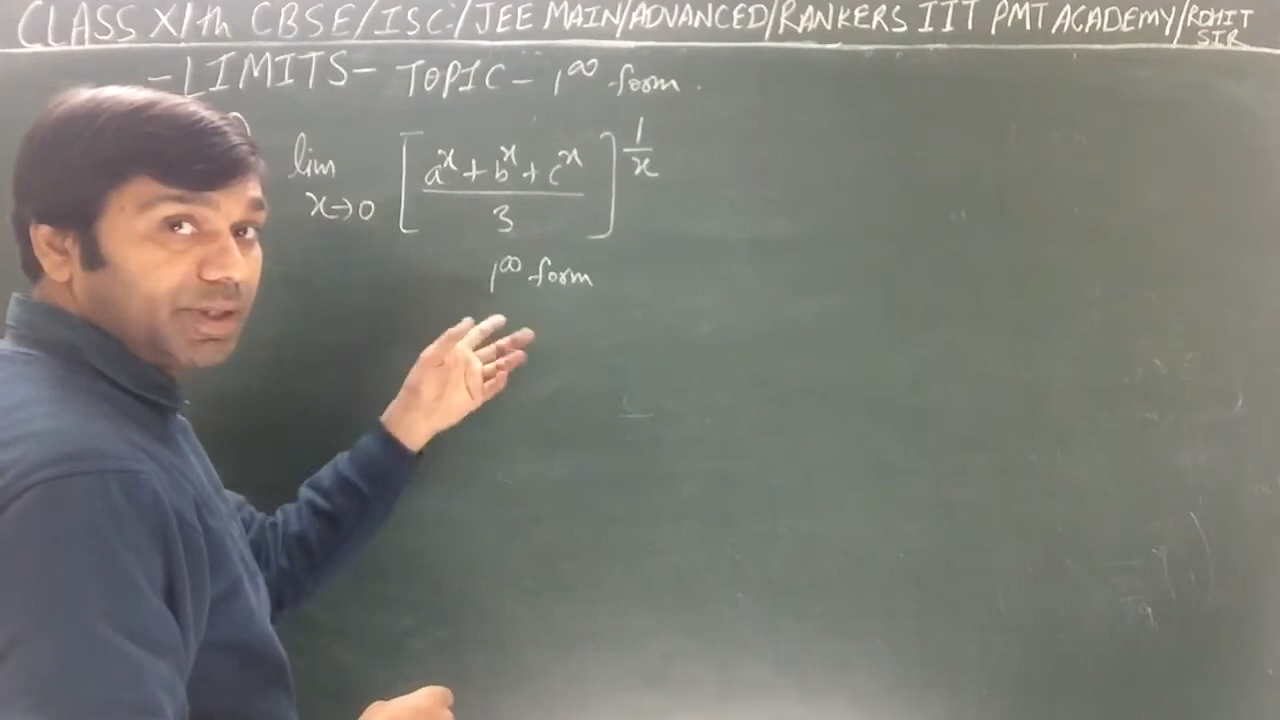 CLASS XIth CBSE/ISC/JEE MAIN/ADVANCED/RANKERS IIT PMT ACADEMY/ROHIT SIR
- LIMITS - TOPIC - 1^∞ form.
lim x→0 [(a^x + b^x + c^x)/3]^(1/x)
1^∞ form